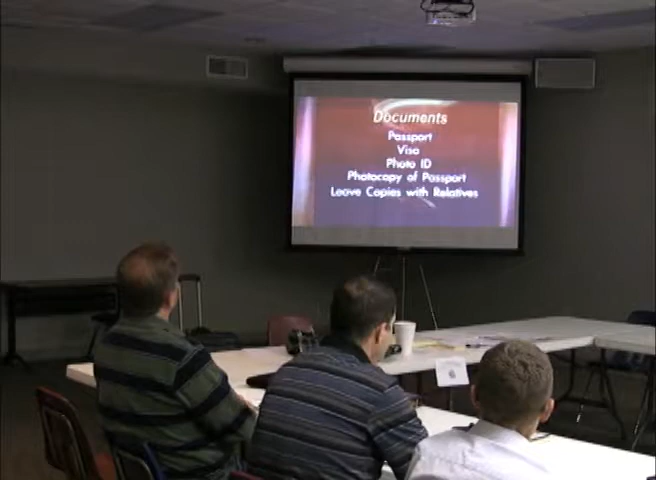 Documents
Passport
Visa
Photo ID
Photocopy of Passport
Leave Copies with Relatives